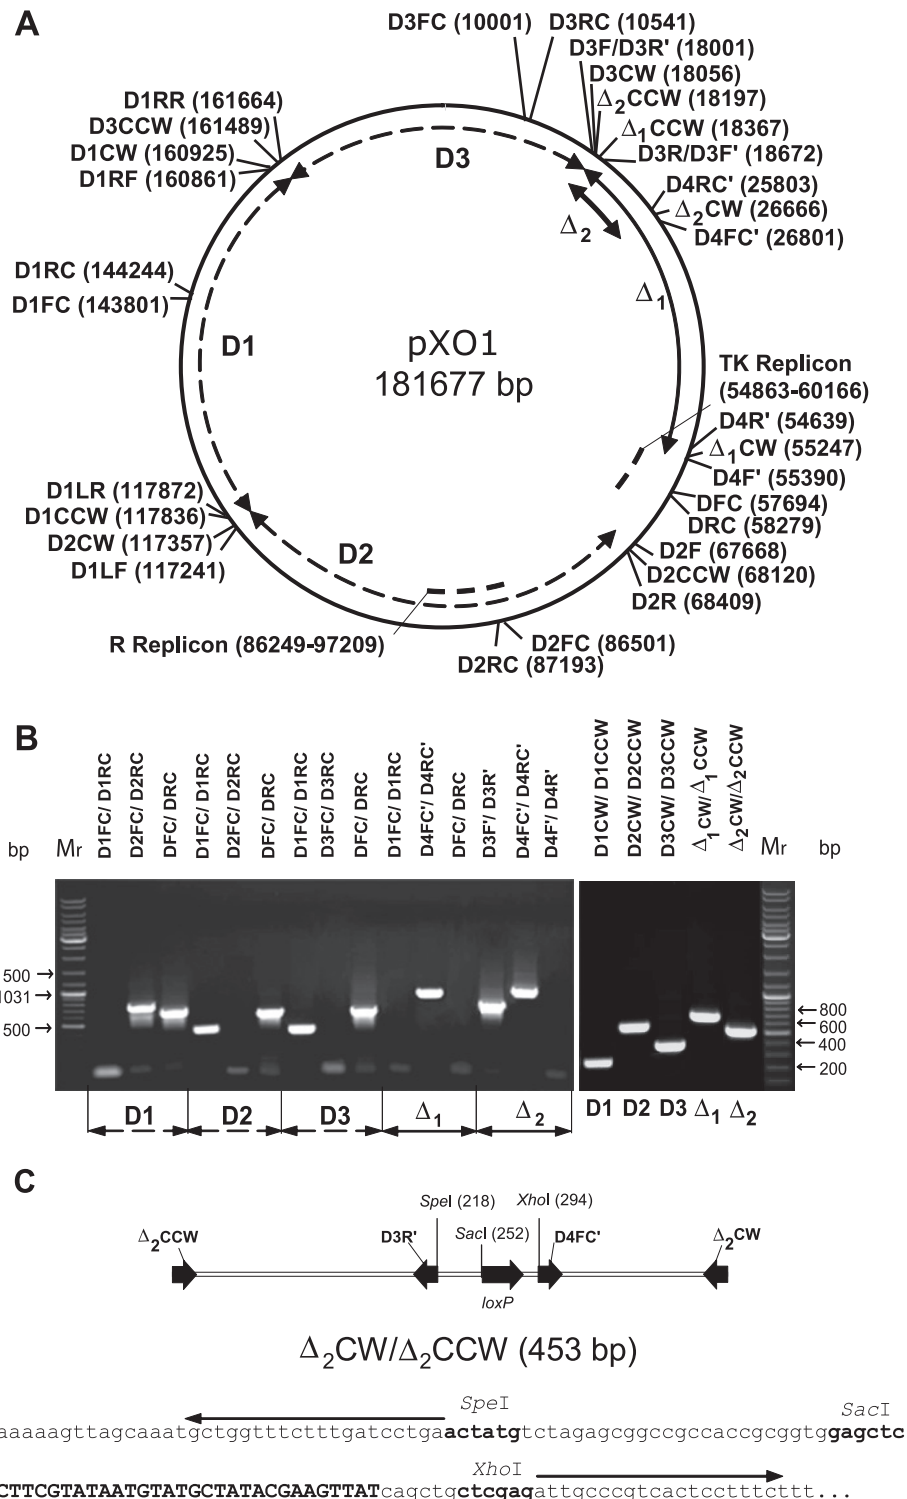 A
D3FC (10001)
D3RC (10541)
D3F/D3R' (18001)
D3CW (18056)
Δ2CCW (18197)
Δ1CCW (18367)
D3R/D3F' (18672)
D4RC' (25803)
Δ2CW (26666)
D4FC' (26801)
D1RR (161664)
D3CCW (161489)
D1CW (160925)
D1RF (160861)
D1RC (144244)
D1FC (143801)
D3
Δ2
Δ1
D1
pXO1
181677 bp
TK Replicon
(54863-60166)
D4R' (54639)
Δ1CW (55247)
D4F' (55390)
DFC (57694)
DRC (58279)
D2F (67668)
D2CCW (68120)
D2R (68409)
D1LR (117872)
D1CCW (117836)
D2CW (117357)
D1LF (117241)
D2
R Replicon (86249-97209)
D2FC (86501)
D2RC (87193)
B
bp
Mr
D1FC/ D1RC
D2FC/ D2RC
DFC/ DRC
D1FC/ D1RC
D2FC/ D2RC
DFC/ DRC
D1FC/ D1RC
D3FC/ D3RC
DFC/ DRC
D1FC/ D1RC
D4FC'/ D4RC'
DFC/ DRC
D3F'/ D3R'
D4FC'/ D4RC'
D4F'/ D4R'
D1CW/ D1CCW
D2CW/ D2CCW
D3CW/ D3CCW
Δ1CW/Δ1CCW
Δ2CW/Δ2CCW
Mr
bp
500
1031
500
800
600
400
200
D1
D2
D3
Δ1
Δ2
D1 D2 D3 Δ1 Δ2
C
SpeI (218)
XhoI (294)
Δ2CCW
D3R'
SacI (252)
D4FC'
Δ2CW
loxP
Δ2CW/Δ2CCW (453 bp)
SpeI
SacI
aaaaagttagcaaatgctggtttctttgatcctgaactatgtctagagcggccgccaccgcggtggagctc
XhoI
CTTCGTATAATGTATGCTATACGAAGTTATcagctgctcgagattgcccgtcactcctttctttt...